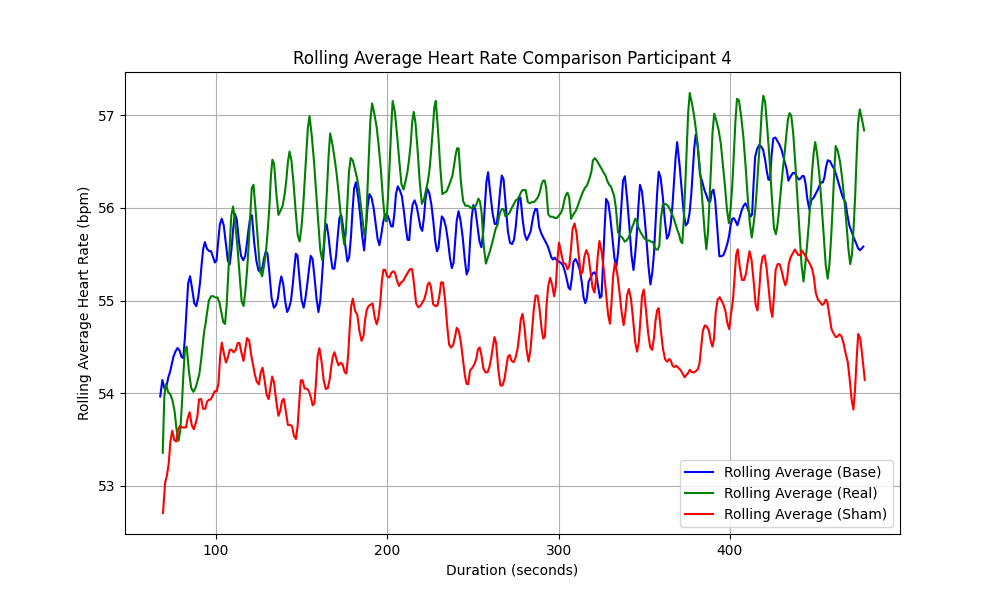 Rolling Average Heart Rate Comparison Participant 4
Rolling Average Heart Rate (bpm)
57
56
55
54
53
100
200
300
400
Duration (seconds)
Rolling Average (Base)
Rolling Average (Real)
Rolling Average (Sham)